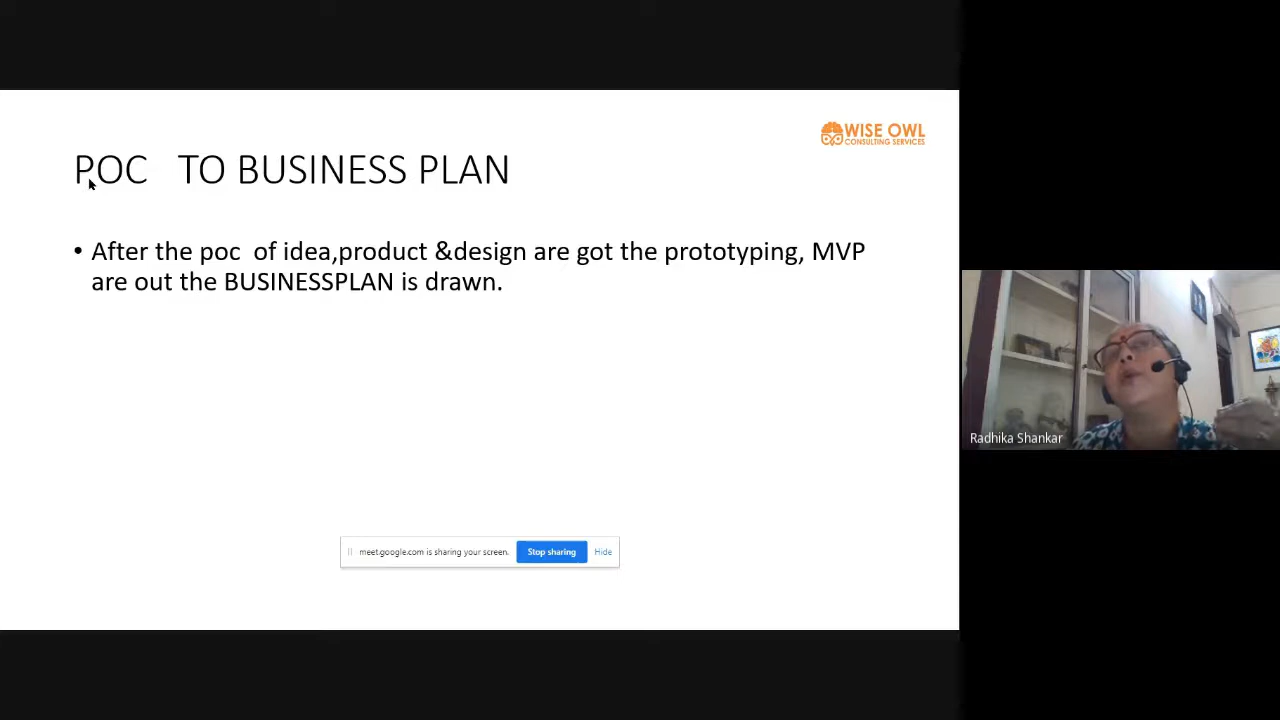 WISE OWL
CONSULTING SERVICES
POC   TO BUSINESS PLAN
• After the poc  of idea,product &design are got the prototyping, MVP
are out the BUSINESSPLAN is drawn.
Radhika Shankar
meet.google.com is sharing your screen. Stop sharing Hide